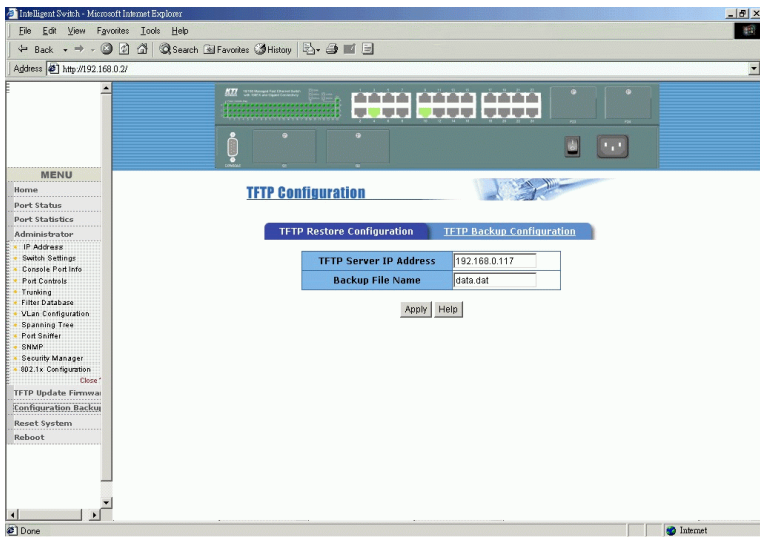 Intelligent Switch - Microsoft Internet Explorer
File Edit View Favorites Tools Help
Back Search Favorites History
Address http://192.168.0.2/
MENU
Home
Port Status
Port Statistics
Administrator
IP Address
Switch Settings
Console Port Info
Port Controls
Trunking
Filter Database
VLan Configuration
Spanning Tree
Port Sniffer
SNMP
Security Manager
802.1x Configuration
Close
TFTP Update Firmwa
Configuration Backup
Reset System
Reboot
TFTP Configuration
TFTP Restore Configuration TFTP Backup Configuration
TFTP Server IP Address 192.168.0.117
Backup File Name data.dat
Apply Help
Done Internet